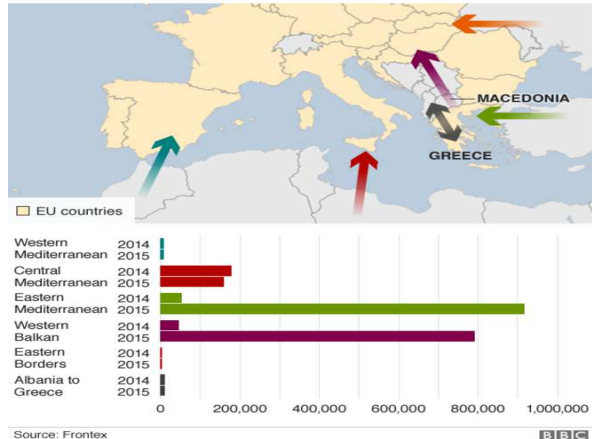 MACEDONIA
GREECE
EU countries
Western 2014
Mediterranean 2015
Central 2014
Mediterranean 2015
Eastern 2014
Mediterranean 2015
Western 2014
Balkan 2015
Eastern 2014
Borders 2015
Albania to 2014
Greece 2015
0 200,000 400,000 600,000 800,000 1,000,000
Source: Frontex BBC